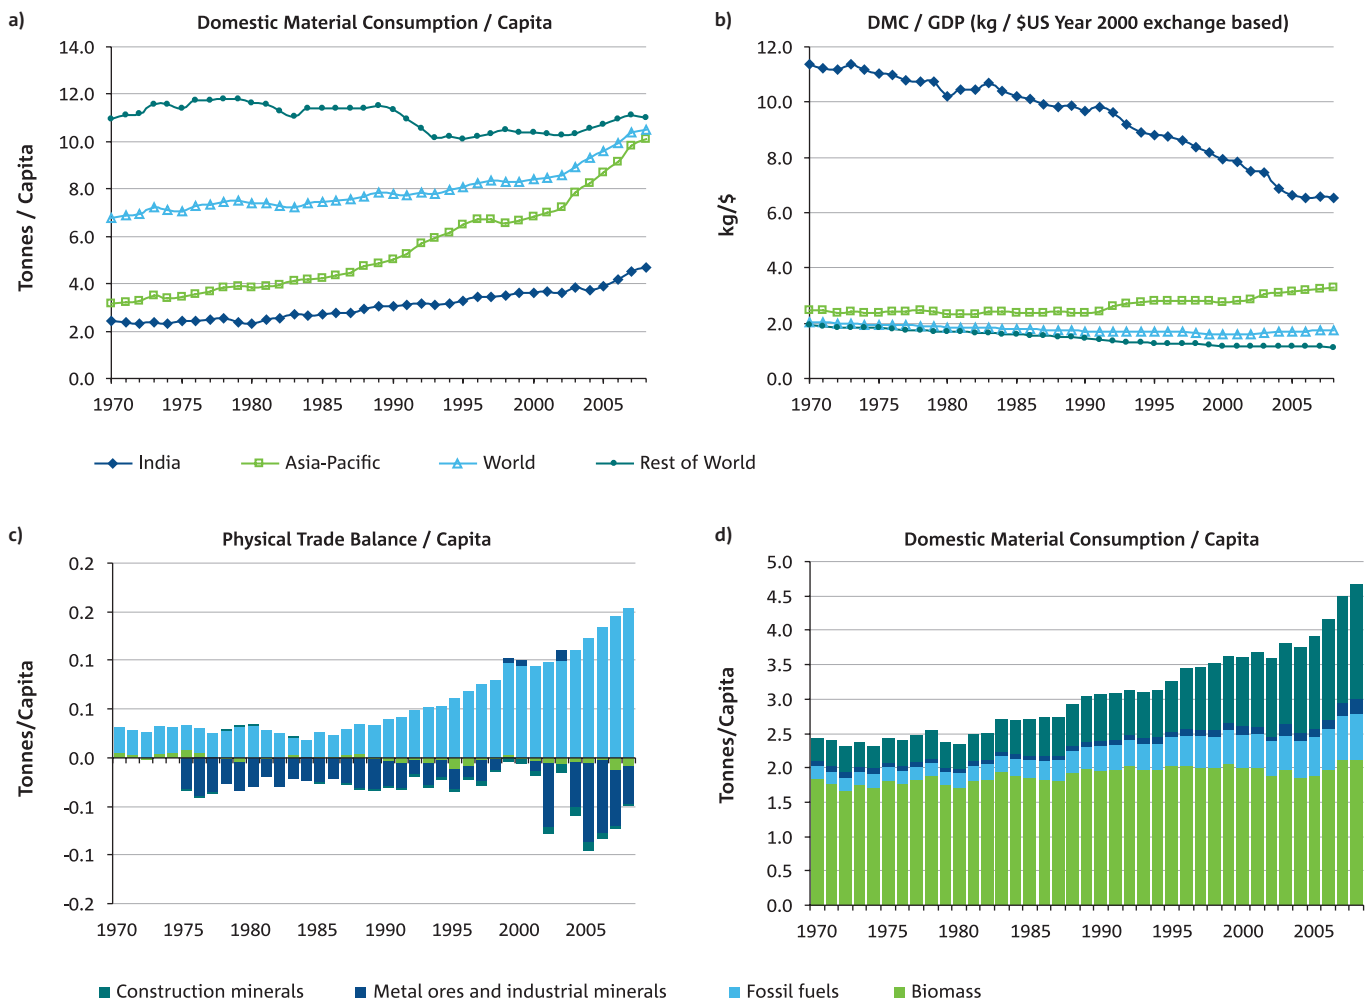 a)
Domestic Material Consumption / Capita
Tonnes / Capita
14.0
12.0
10.0
8.0
6.0
4.0
2.0
0.0
1970 1975 1980 1985 1990 1995 2000 2005
b)
DMC / GDP (kg / $US Year 2000 exchange based)
kg/$
12.0
10.0
8.0
6.0
4.0
2.0
0.0
1970 1975 1980 1985 1990 1995 2000 2005
India Asia-Pacific World Rest of World
c)
Physical Trade Balance / Capita
Tonnes/Capita
0.2
0.2
0.1
0.1
0.0
-0.1
-0.1
-0.2
1970 1975 1980 1985 1990 1995 2000 2005
d)
Domestic Material Consumption / Capita
Tonnes/Capita
5.0
4.5
4.0
3.5
3.0
2.5
2.0
1.5
1.0
0.5
0.0
1970 1975 1980 1985 1990 1995 2000 2005
Construction minerals Metal ores and industrial minerals Fossil fuels Biomass